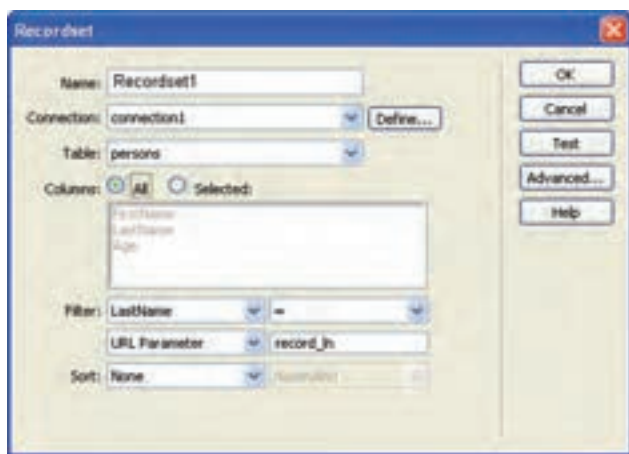 Recordset
Name: Recordset1
Connection: connection1 Define...
Table: persons
Columns: All Selected:
FirstName
LastName
Age
Filter: LastName =
URL Parameter record_ln
Sort: None Ascending
OK
Cancel
Test
Advanced...
Help